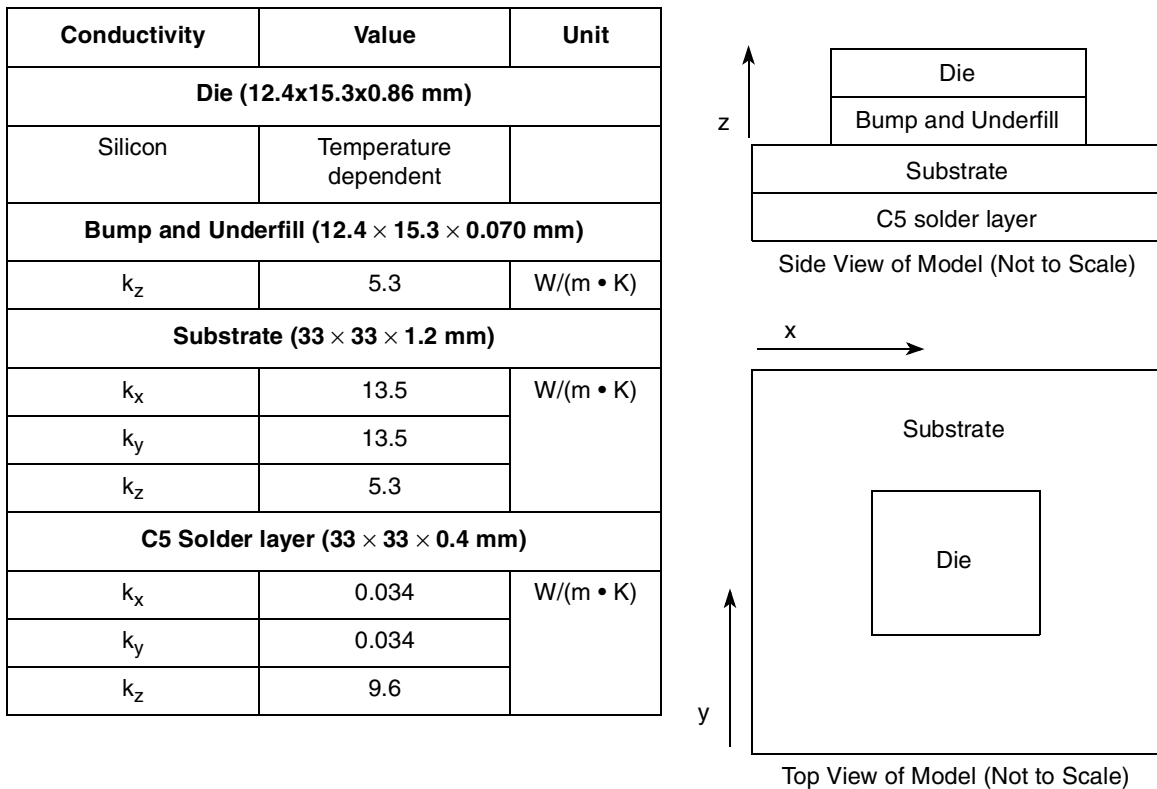 Conductivity Value Unit
Die (12.4x15.3x0.86 mm)
Silicon Temperature
dependent
Bump and Underfill (12.4 × 15.3 × 0.070 mm)
kz 5.3 W/(m • K)
Substrate (33 × 33 × 1.2 mm)
kx 13.5 W/(m • K)
ky 13.5
kz 5.3
C5 Solder layer (33 × 33 × 0.4 mm)
kx 0.034 W/(m • K)
ky 0.034
kz 9.6
Die
z
Bump and Underfill
Substrate
C5 solder layer
Side View of Model (Not to Scale)
x
Substrate
Die
y
Top View of Model (Not to Scale)